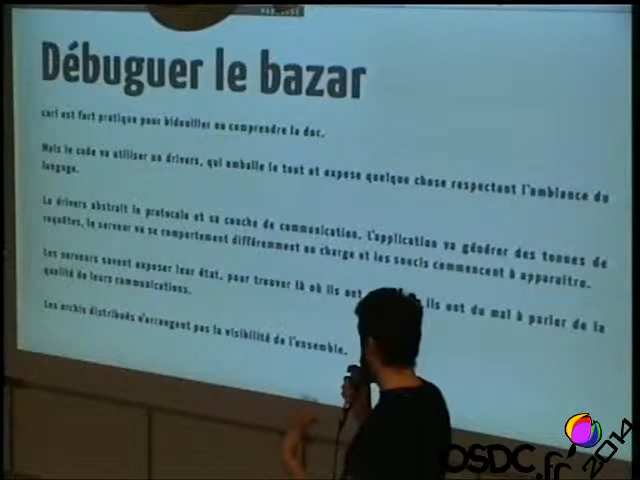 Débuguer le bazar
curl est fort pratique pour bidouiller ou comprendre la doc.
Mais le code va utiliser un drivers, qui emballe le tout et expose quelque chose respectant l'ambiance du
langage.
Le drivers abstrait le protocole et sa couche de communication. L'application va générer des tonnes de
requêtes, le serveur va se comportement différemment en charge et les soucis commencent à apparaitre.
Les serveurs savent exposer leur état, pour trouver là où ils ont ils ont du mal à parler de la
qualité de leurs communications.
Les archis distribués n'arrangent pas la visibilité de l'ensemble.
OSDC.fr 2014